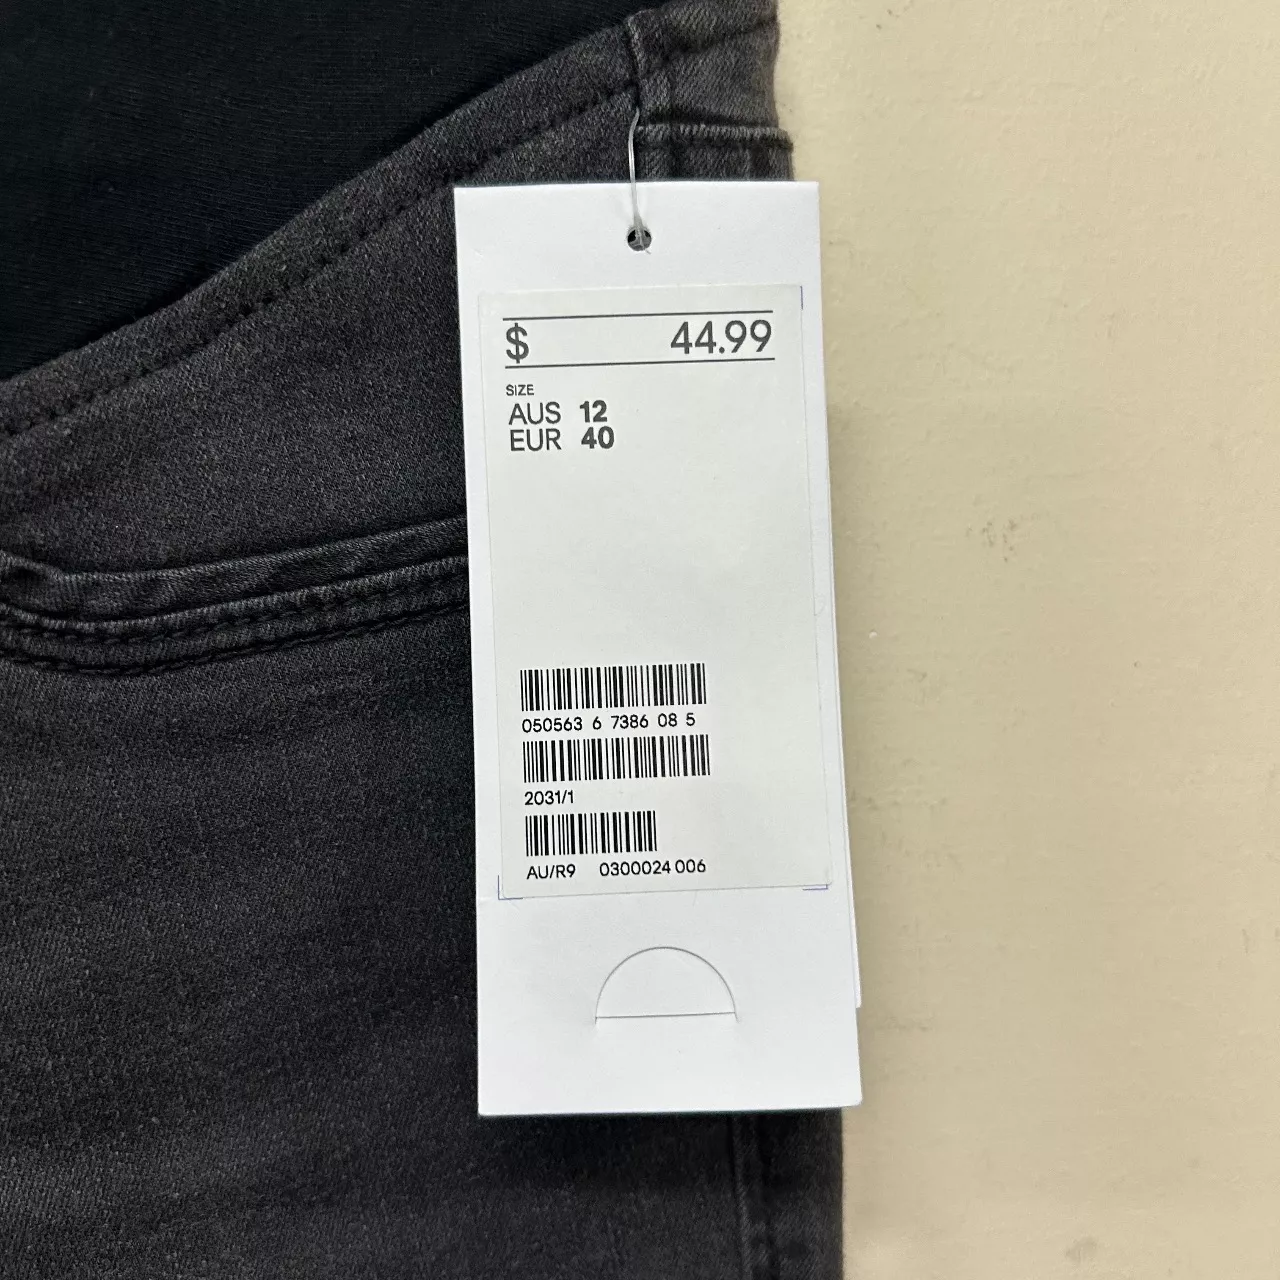 $ 44.99
SIZE
AUS 12
EUR 40
050563 6 7386 08 5
2031/1
AU/R9 0300024 006